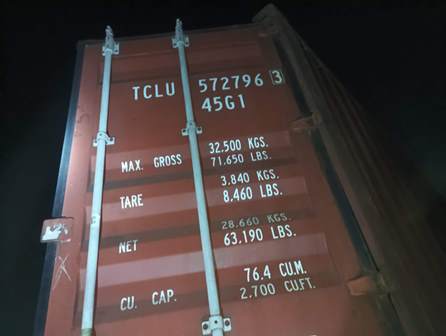 TCLU 572796 3
45G1
MAX. GROSS 32.500 KGS.
71.650 LBS.
TARE 3.840 KGS.
8.460 LBS.
NET 28.660 KGS.
63.190 LBS.
CU. CAP. 76.4 CU.M.
2.700 CU.FT.